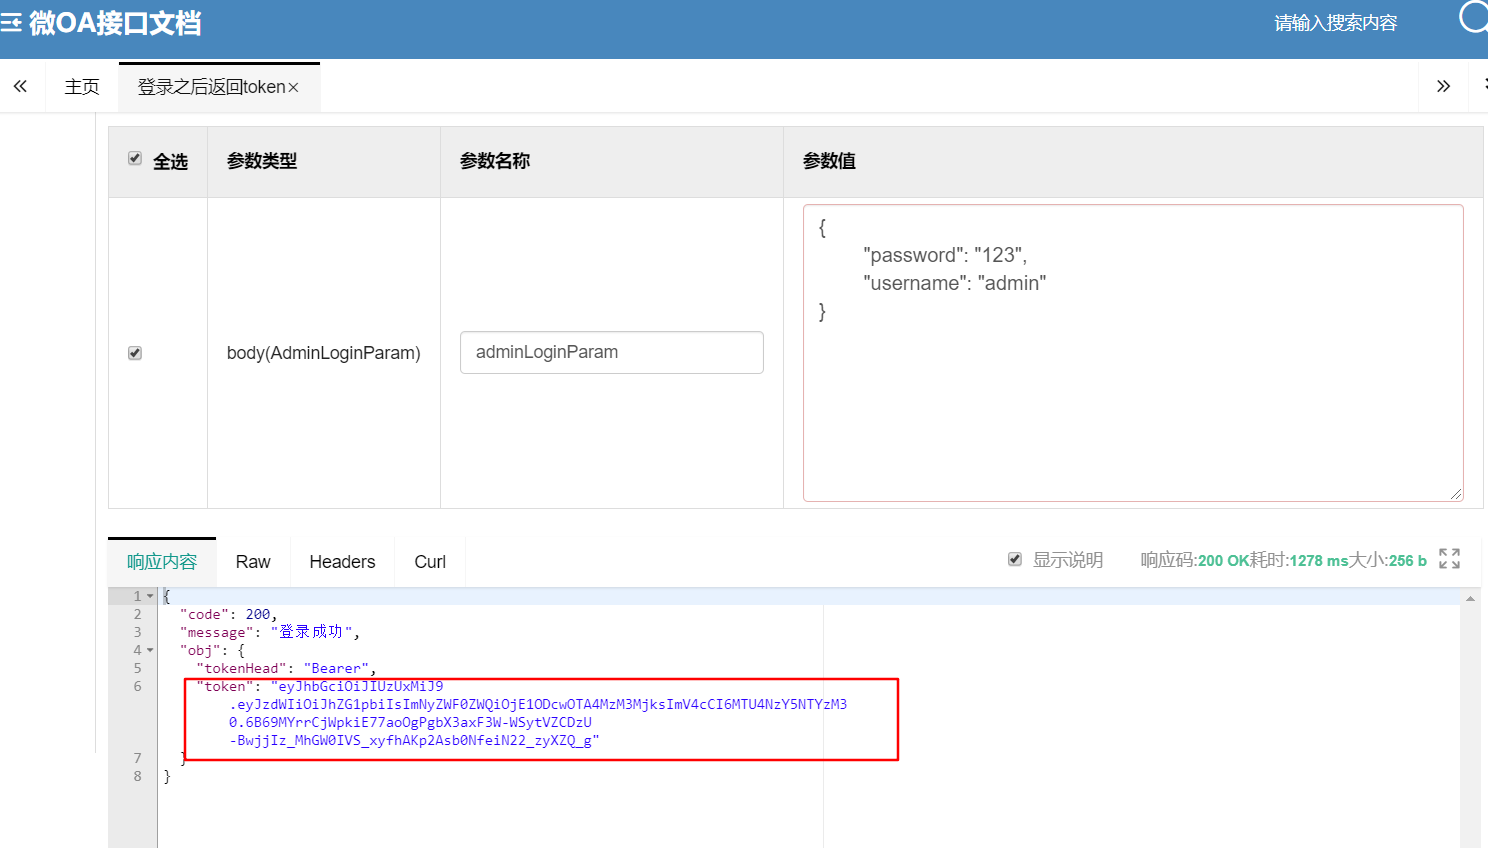 微OA接口文档
请输入搜索内容
主页
登录之后返回token×
全选
参数类型
参数名称
参数值
{
"password": "123",
"username": "admin"
}
body(AdminLoginParam)
adminLoginParam
响应内容
Raw
Headers
Curl
显示说明
响应码:200 OK耗时:1278 ms大小:256 b
1 {
2 "code": 200,
3 "message": "登录成功",
4 "obj": {
5 "tokenHead": "Bearer",
6 "token": "eyJhbGciOiJIUzUxMiJ9
.eyJzdWIiOiJhZG1pbiIsImNyZWF0ZWQiOjE1ODcwOTA4MzM3MjksImV4cCI6MTU4NzY5NTYzM3
0.6B69MYrrCjWpkiE77aoOgPgbX3axF3W-WSytVZCDzU
-BwjjIz_MhGW0IVS_xyfhAKp2Asb0NfeiN22_zyXZQ_g"
7 }
8 }